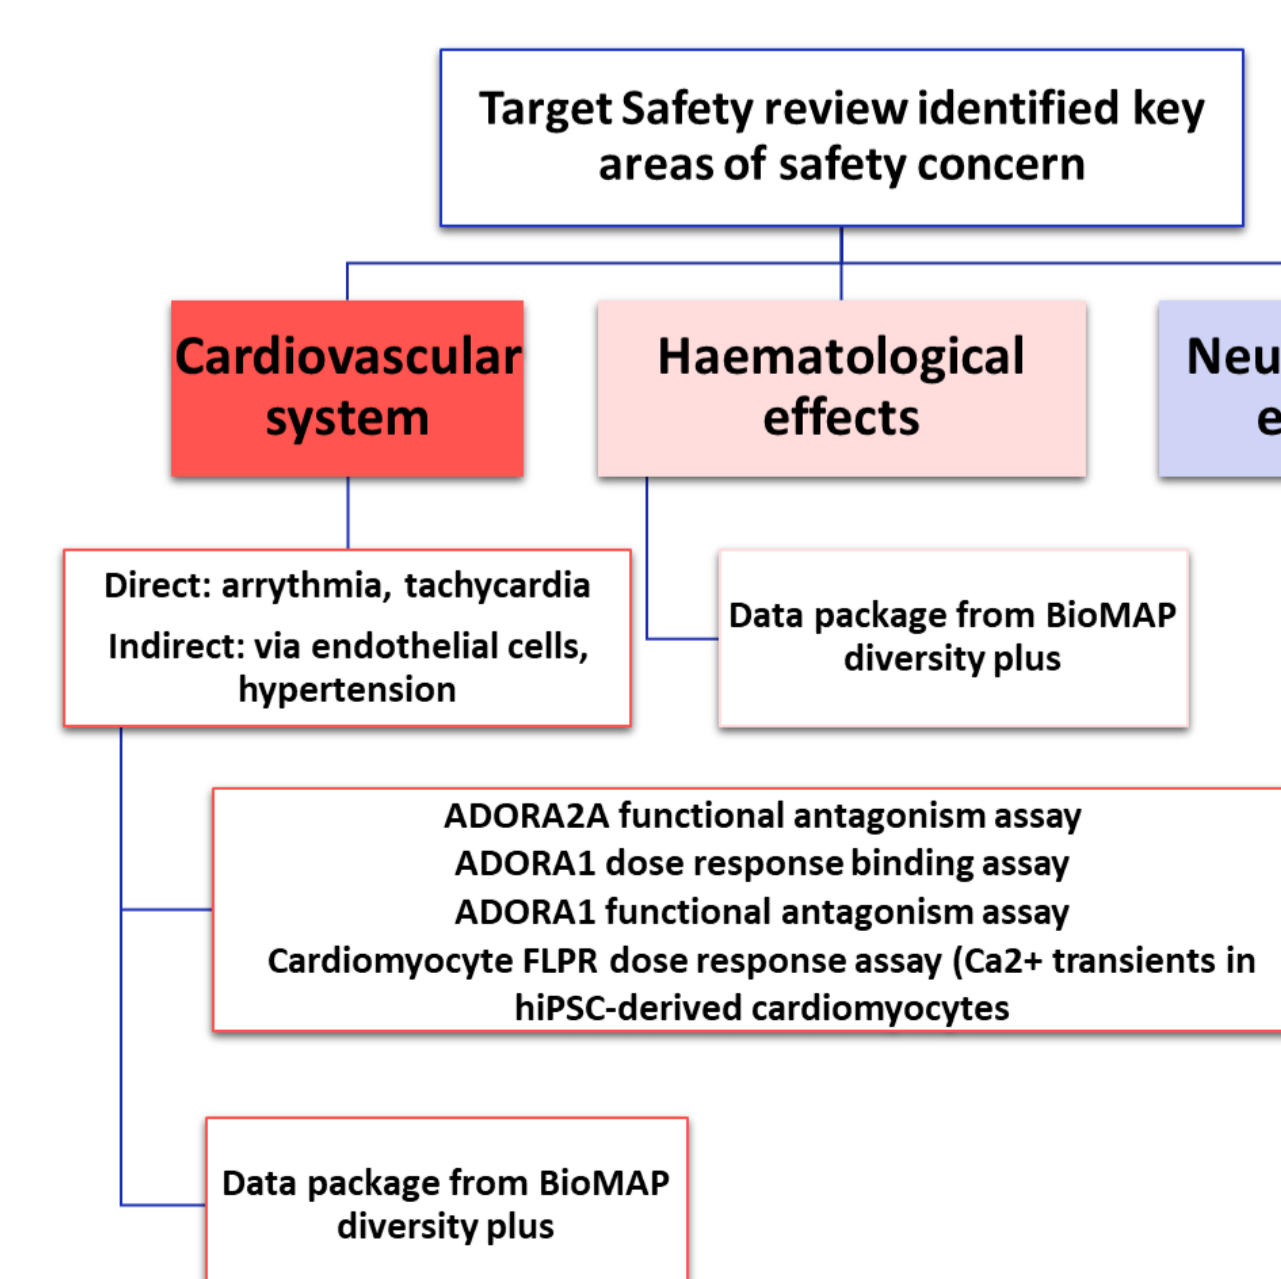 Target Safety review identified key
areas of safety concern
Cardiovascular
system
Haematological
effects
Direct: arrythmia, tachycardia
Indirect: via endothelial cells,
hypertension
Data package from BioMAP
diversity plus
ADORA2A functional antagonism assay
ADORA1 dose response binding assay
ADORA1 functional antagonism assay
Cardiomyocyte FLPR dose response assay (Ca2+ transients in
hiPSC-derived cardiomyocytes
Data package from BioMAP
diversity plus